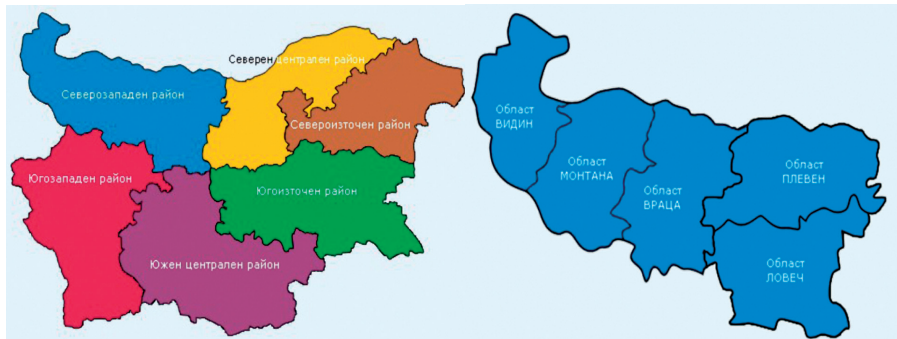 Северен централен район
Северозападен район
Североизточен район
Югозападен район
Югоизточен район
Южен централен район
Област
ВИДИН
Област
МОНТАНА
Област
ВРАЦА
Област
ПЛЕВЕН
Област
ЛОВЕЧ